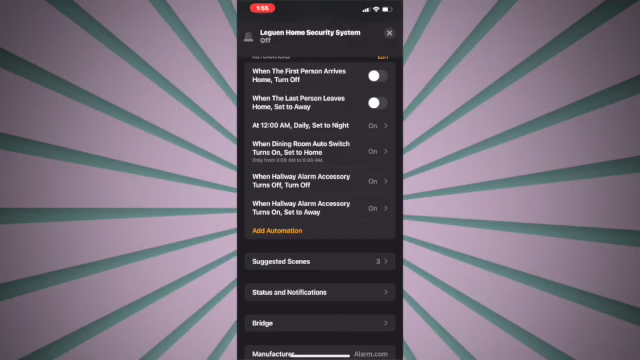 1:55
Leguen Home Security System
Off
AUTOMATIONS
Edit
When The First Person Arrives
Home, Turn Off
When The Last Person Leaves
Home, Set to Away
At 12:00 AM, Daily, Set to Night
On
When Dining Room Auto Switch
Turns On, Set to Home
On
When Hallway Alarm Accessory
Turns Off, Turn Off
On
When Hallway Alarm Accessory
Turns On, Set to Away
On
Add Automation
Suggested Scenes
3
Status and Notifications
Bridge
Manufacturer
Alarm.com